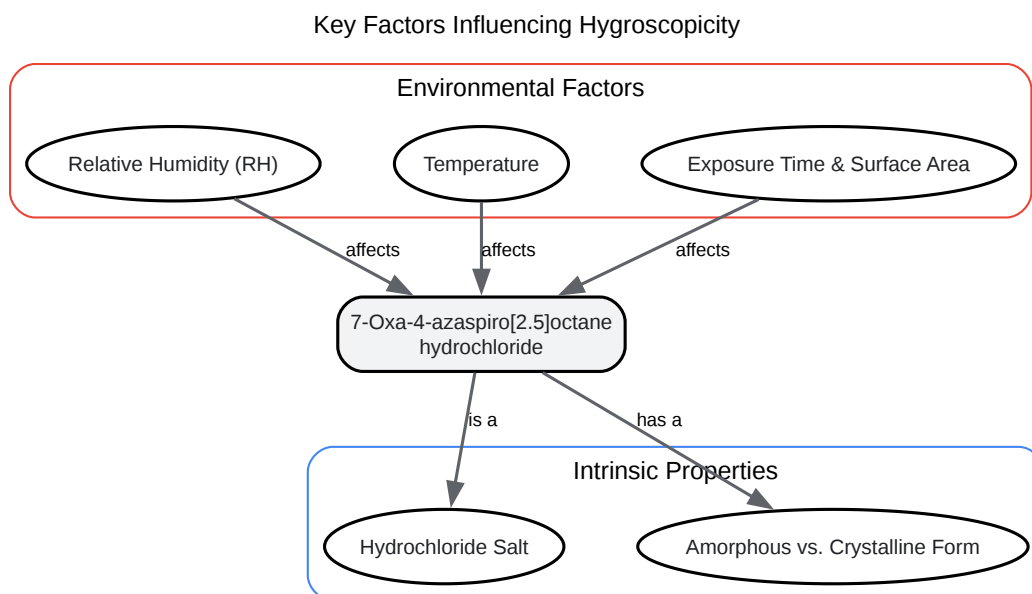 Key Factors Influencing Hygroscopicity
Environmental Factors
Relative Humidity (RH)
Temperature
Exposure Time & Surface Area
affects
affects
affects
7-Oxa-4-azaspiro[2.5]octane
hydrochloride
is a
has a
Intrinsic Properties
Hydrochloride Salt
Amorphous vs. Crystalline Form